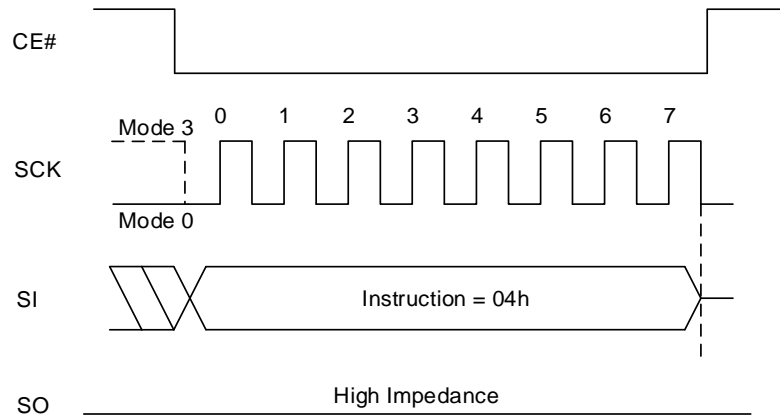 CE#
Mode 3
0 1 2 3 4 5 6 7
SCK
Mode 0
SI
Instruction = 04h
SO
High Impedance